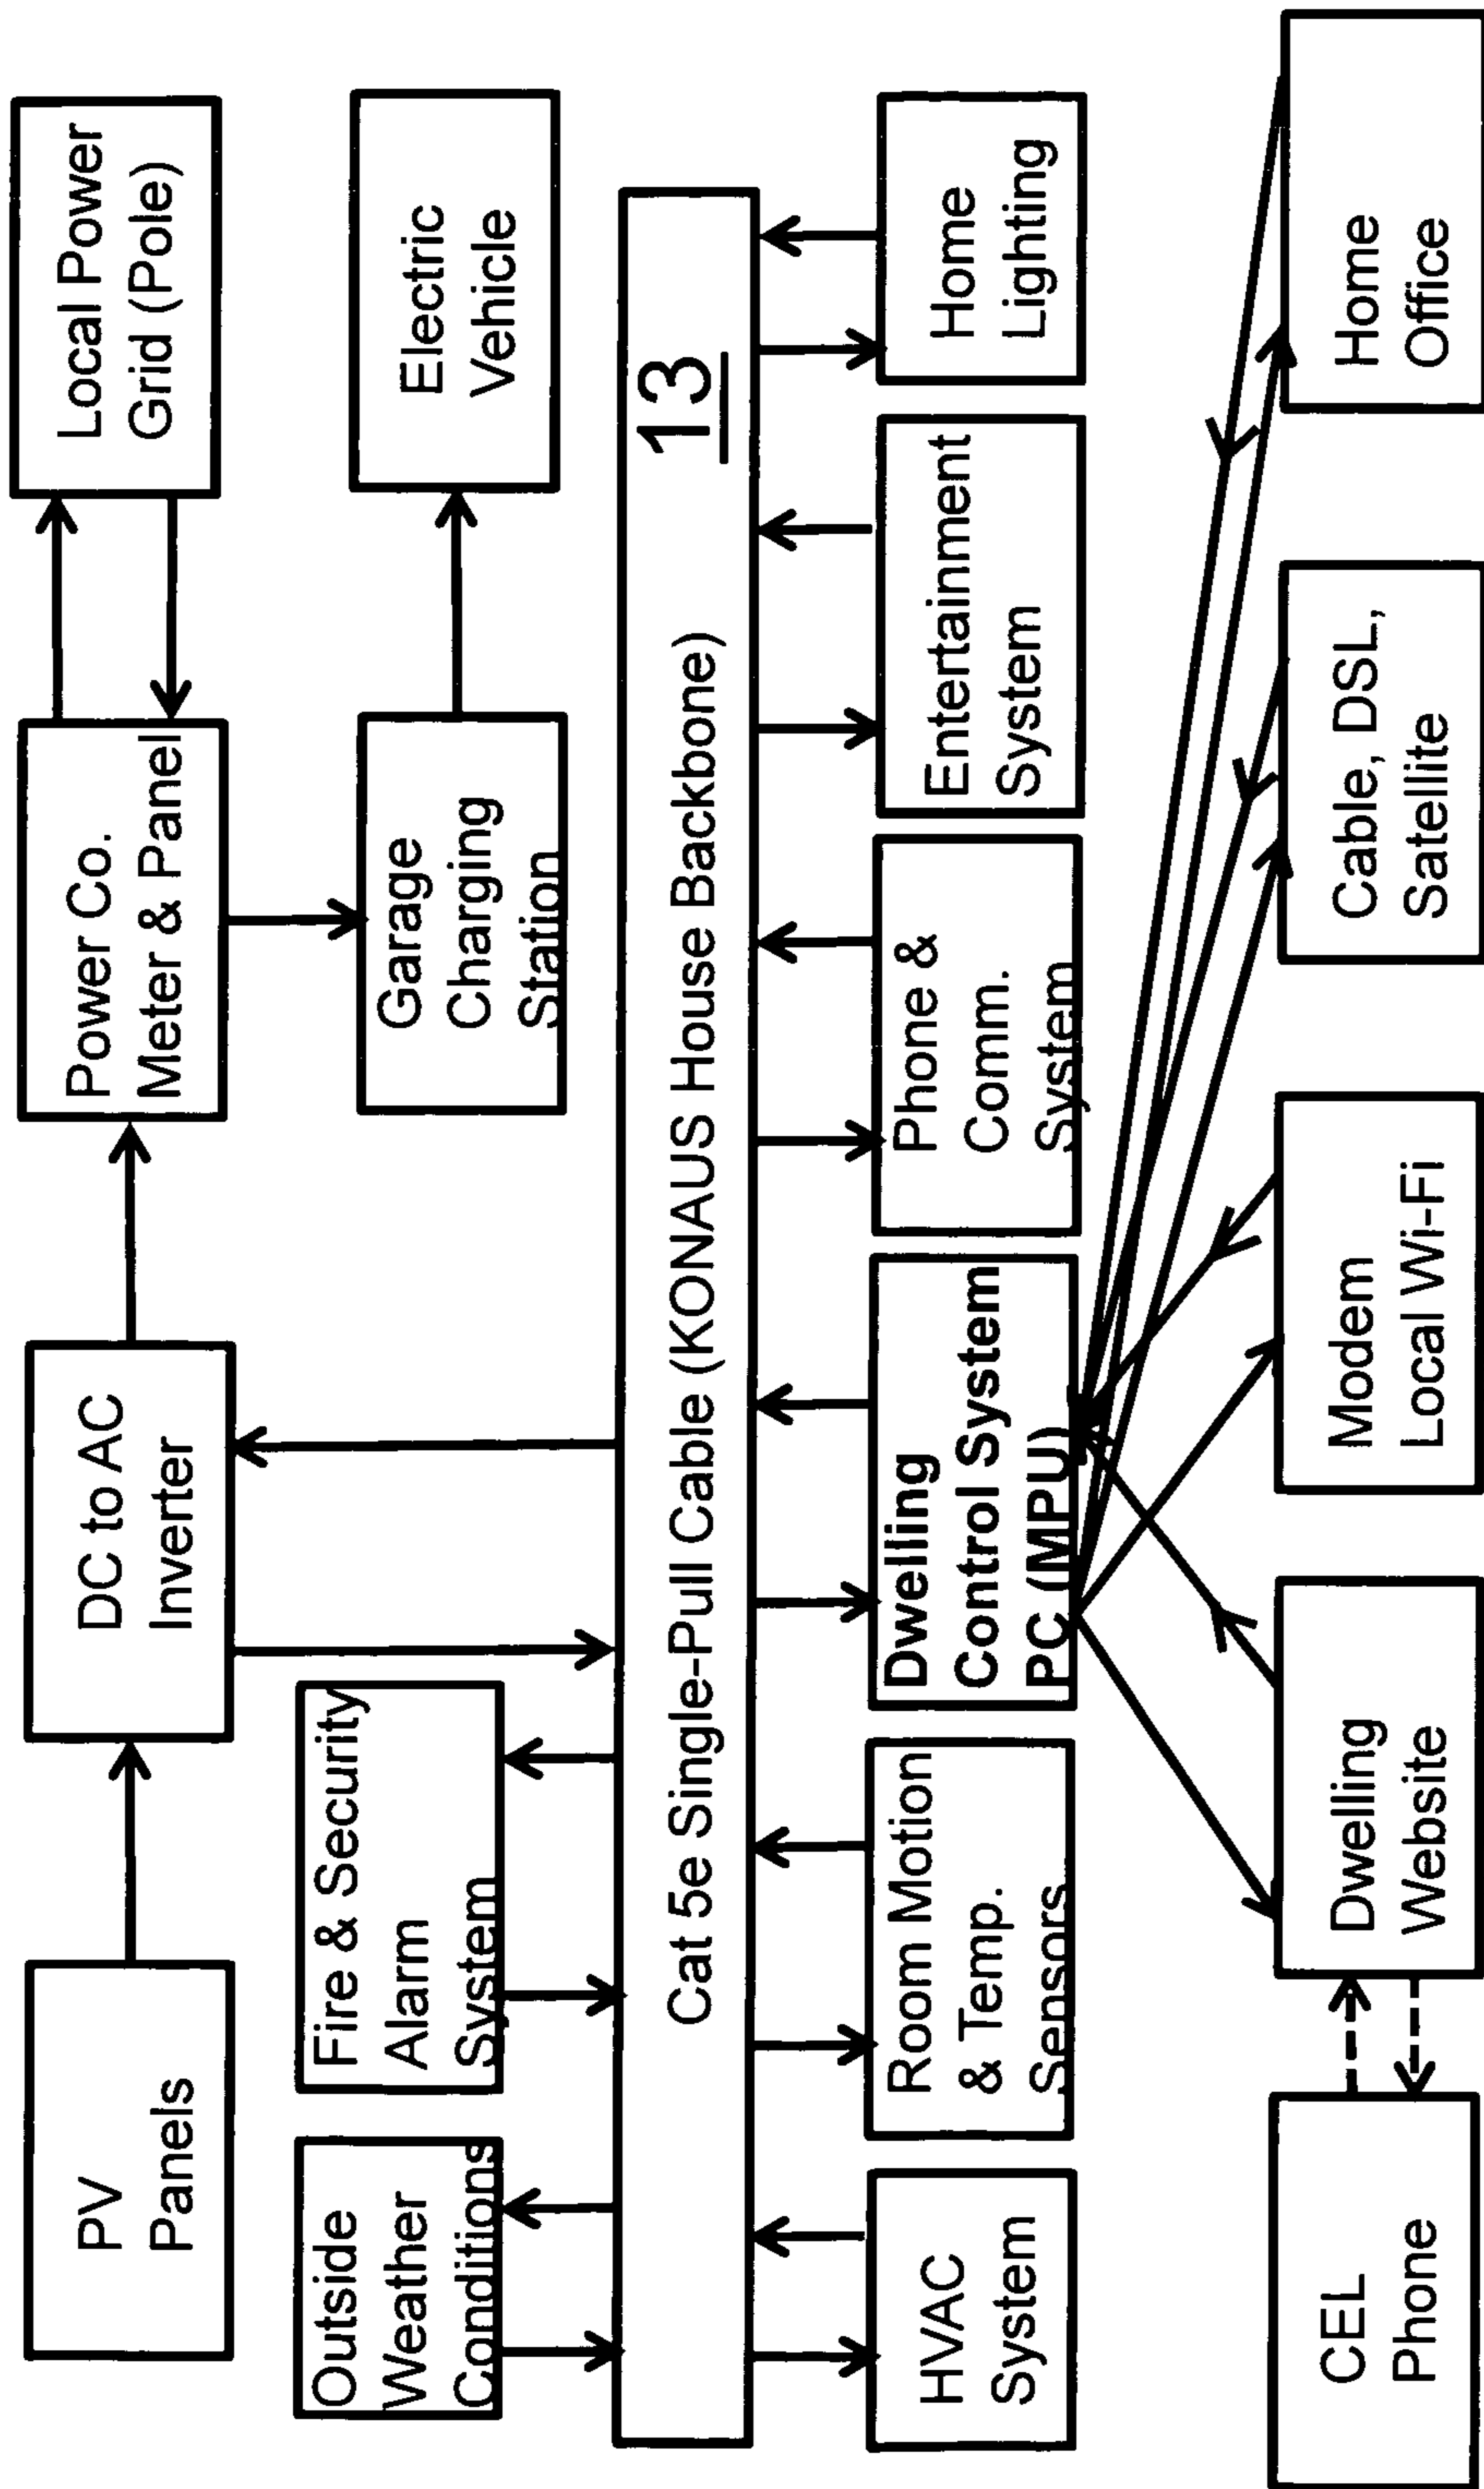 PV
Panels
DC to AC
Inverter
Power Co.
Meter & Panel
Local Power
Grid (Pole)
Outside
Weather
Conditions
Fire & Security
Alarm
System
Garage
Charging
Station
Electric
Vehicle
Cat 5e Single-Pull Cable (KONAUS House Backbone) 13
HVAC
System
Room Motion
& Temp.
Sensors
Dwelling
Control System
PC (MPU)
Phone &
Comm.
System
Entertainment
System
Home
Lighting
CEL
Phone
Dwelling
Website
Modem
Local Wi-Fi
Cable, DSL,
Satellite
Home
Office